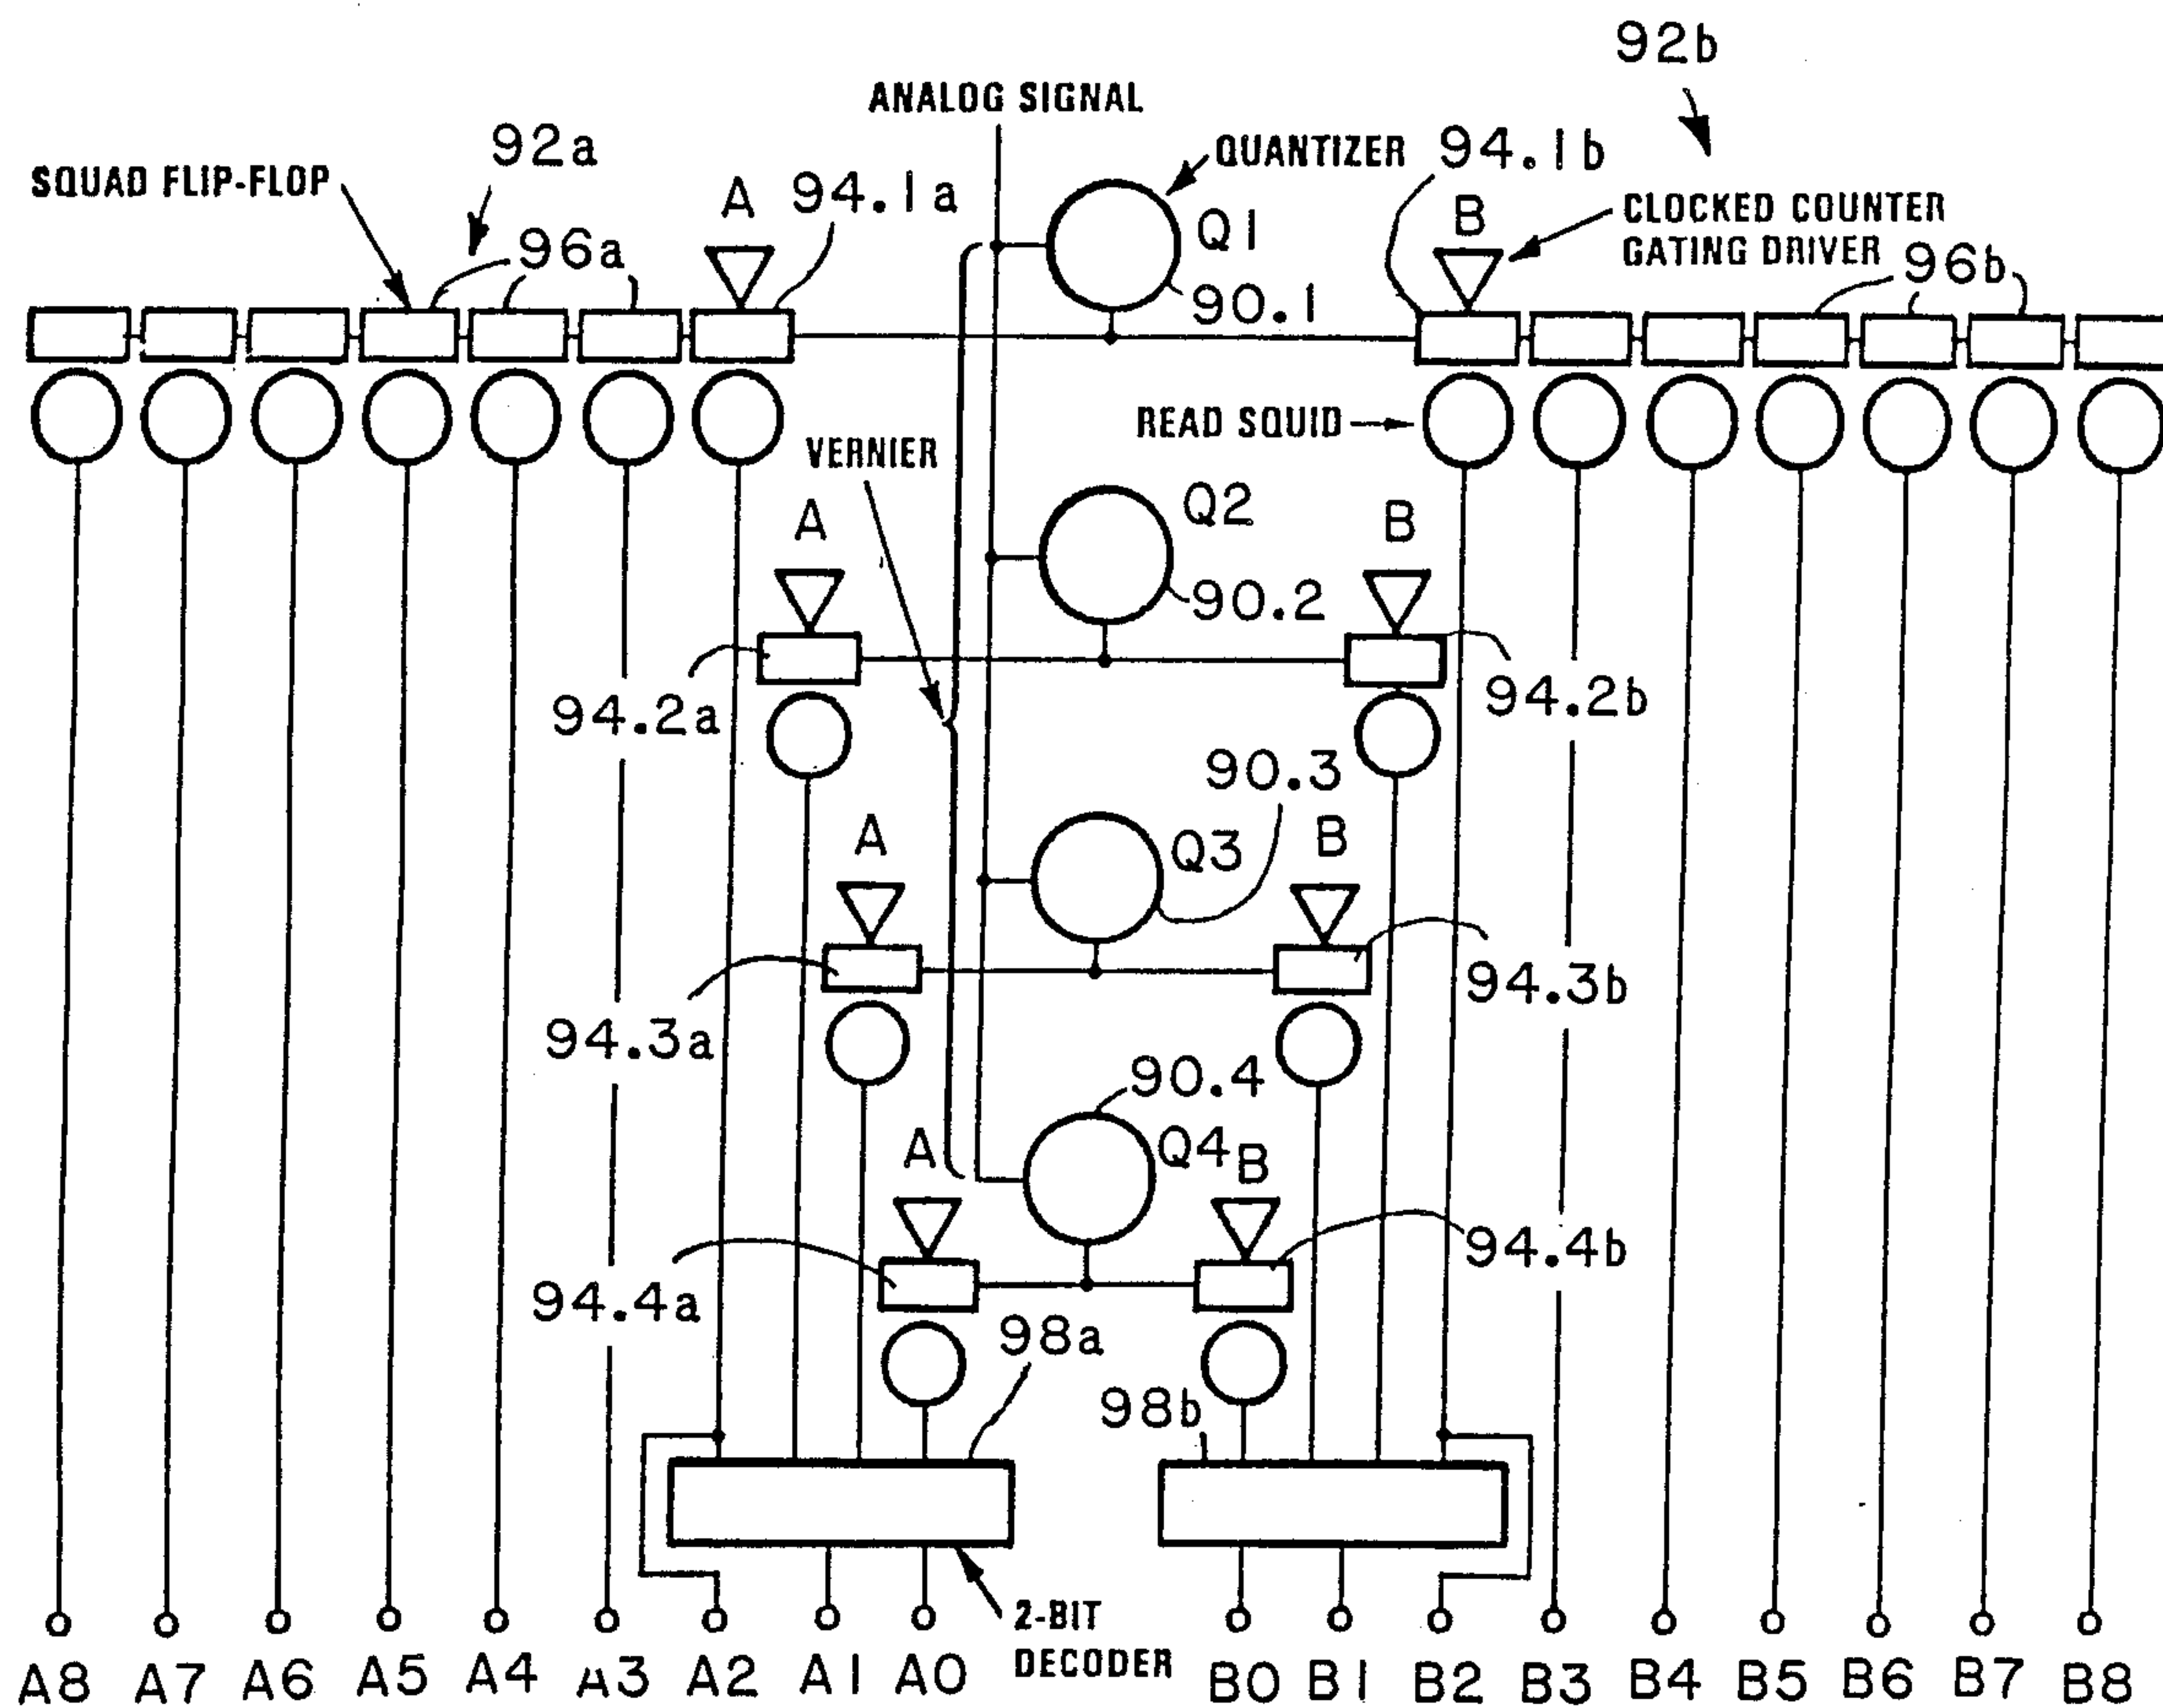 92b
ANALOG SIGNAL
92a
QUANTIZER
94.1b
SQUAD FLIP-FLOP
A
94.1a
96a
Q1
B
CLOCKED COUNTER
GATING DRIVER
96b
90.1
READ SQUID
VERNIER
Q2
A
B
90.2
94.2a
94.2b
90.3
A
Q3
B
94.3a
94.3b
90.4
A
Q4
B
94.4a
94.4b
98a
98b
2-BIT
DECODER
A8 A7 A6 A5 A4 A3 A2 A1 A0 B0 B1 B2 B3 B4 B5 B6 B7 B8